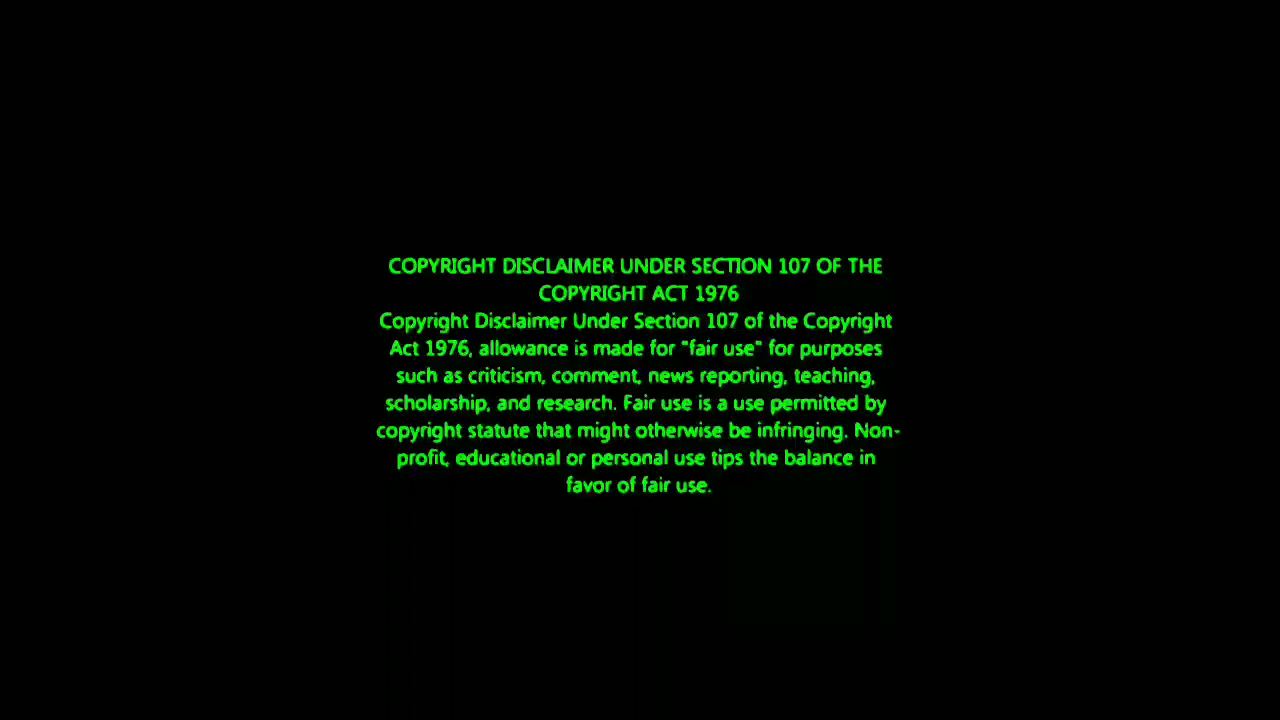 COPYRIGHT DISCLAIMER UNDER SECTION 107 OF THE
COPYRIGHT ACT 1976
Copyright Disclaimer Under Section 107 of the Copyright
Act 1976, allowance is made for "fair use" for purposes
such as criticism, comment, news reporting, teaching,
scholarship, and research. Fair use is a use permitted by
copyright statute that might otherwise be infringing. Non-
profit, educational or personal use tips the balance in
favor of fair use.